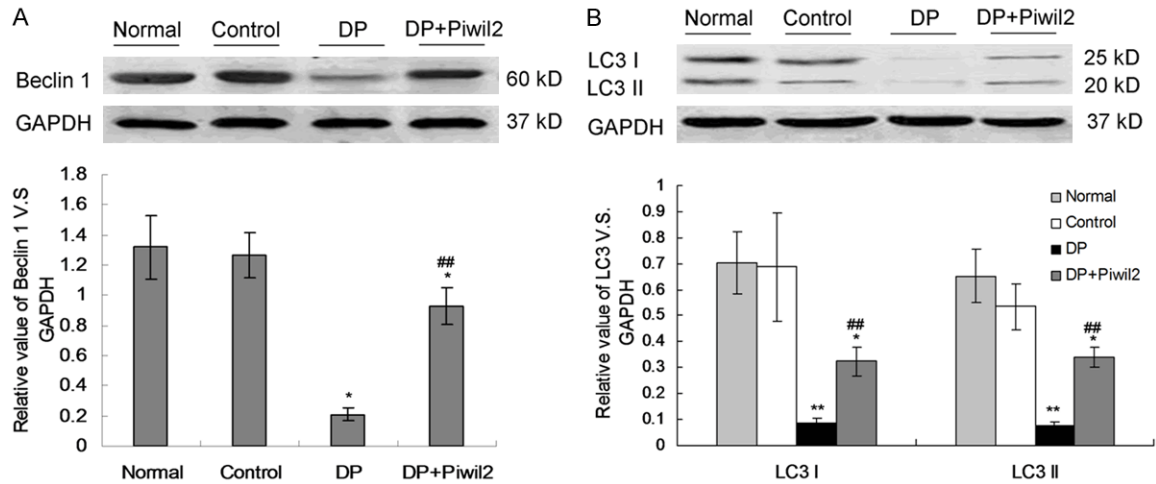 A
Normal Control DP DP+Piwil2
Beclin 1 60 kD
GAPDH 37 kD
Relative value of Beclin 1 V.S
GAPDH
1.8
1.6
1.4
1.2
1
0.8
0.6
0.4
0.2
0
*
##
*
Normal Control DP DP+Piwil2
B
Normal Control DP DP+Piwil2
LC3 I 25 kD
LC3 II 20 kD
GAPDH 37 kD
Relative value of LC3 V.S.
GAPDH
1
0.9
0.8
0.7
0.6
0.5
0.4
0.3
0.2
0.1
0
**
##
*
**
##
*
Normal
Control
DP
DP+Piwil2
LC3 I LC3 II